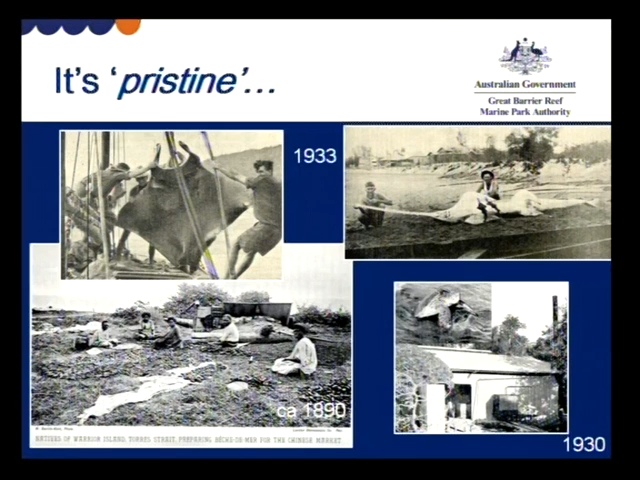 It's 'pristine'...
Australian Government
Great Barrier Reef
Marine Park Authority
1933
ca 1890
NATIVES OF WARRIOR ISLAND, TORRES STREIT, PREPARING BECHE-DE-MER FOR THE CHINESE MARKET.
1930